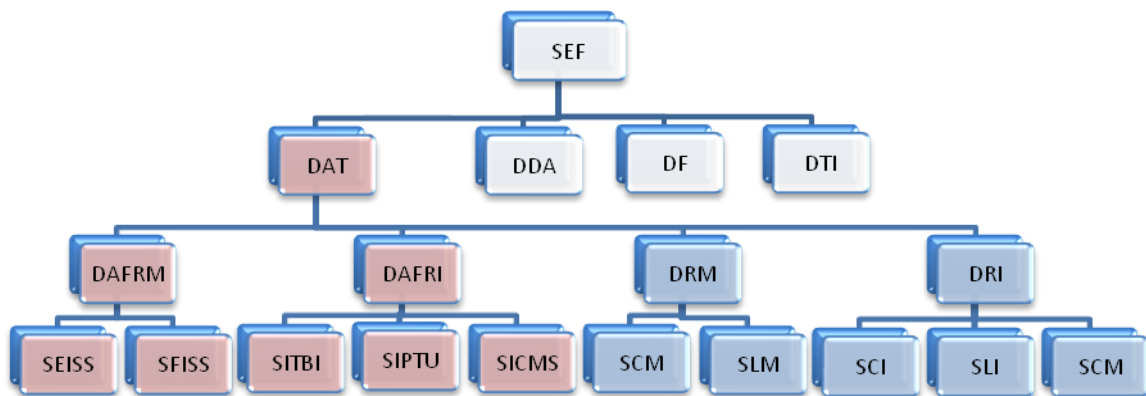 SEF
DAT
DDA
DF
DTI
DAFRM
DAFRI
DRM
DRI
SEISS
SFISS
SITBI
SIPTU
SICMS
SCM
SLM
SCI
SLI
SCM